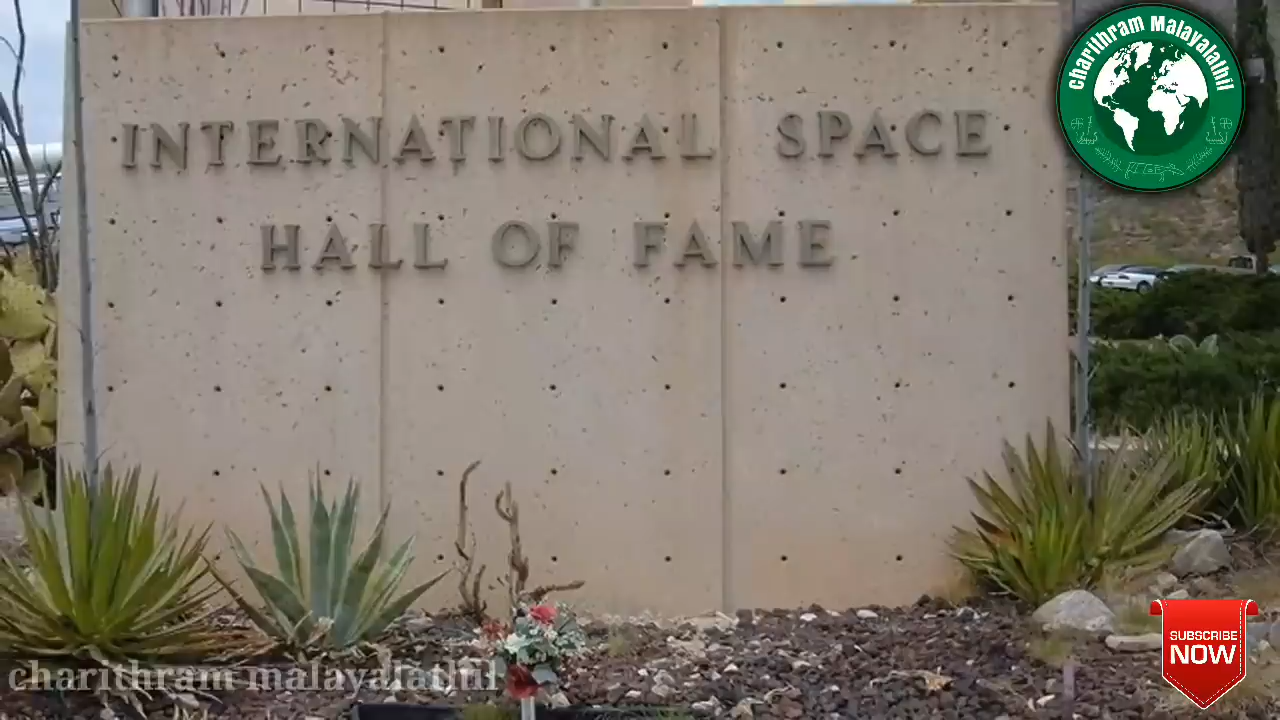 INTERNATIONAL SPACE
HALL OF FAME
Charithram Malayalathil
SUBSCRIBE
NOW
charithram malayalathil